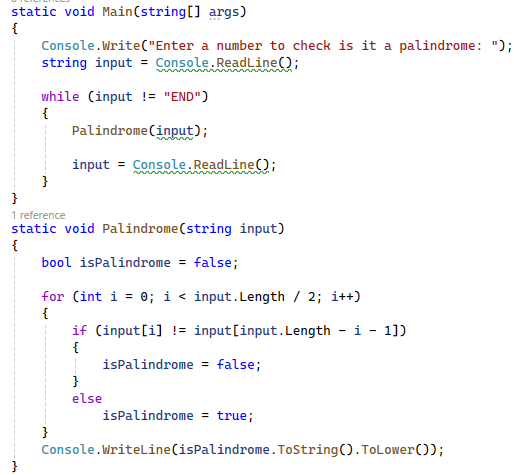 0 references
static void Main(string[] args)
{
    Console.Write("Enter a number to check is it a palindrome: ");
    string input = Console.ReadLine();

    while (input != "END")
    {
        Palindrome(input);

        input = Console.ReadLine();
    }
}
1 reference
static void Palindrome(string input)
{
    bool isPalindrome = false;

    for (int i = 0; i < input.Length / 2; i++)
    {
        if (input[i] != input[input.Length - i - 1])
        {
            isPalindrome = false;
        }
        else
            isPalindrome = true;
    }
    Console.WriteLine(isPalindrome.ToString().ToLower());
}